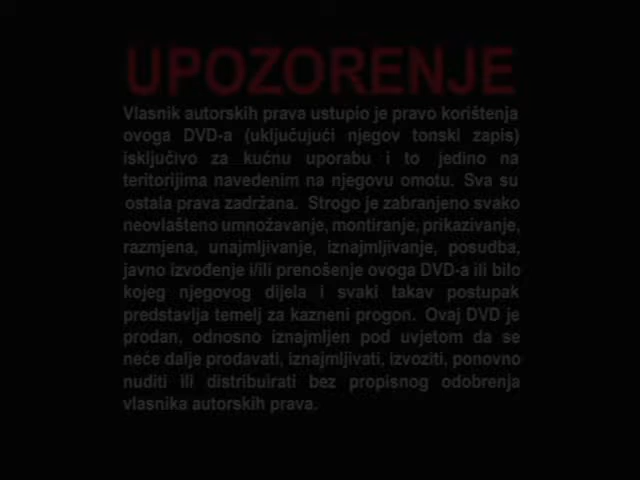 UPOZORENJE
Vlasnik autorskih prava ustupio je pravo korištenja
ovoga DVD-a (uključujući njegov tonski zapis)
isključivo za kućnu uporabu i to jedino na
teritorijima navedenim na njegovu omotu. Sva su
ostala prava zadržana. Strogo je zabranjeno svako
neovlašteno umnožavanje, montiranje, prikazivanje,
razmjena, unajmljivanje, iznajmljivanje, posudba,
javno izvođenje i/ili prenošenje ovoga DVD-a ili bilo
kojeg njegovog dijela i svaki takav postupak
predstavlja temelj za kazneni progon. Ovaj DVD je
prodan, odnosno iznajmljen pod uvjetom da se
neće dalje prodavati, iznajmljivati, izvoziti, ponovno
nuditi ili distribuirati bez propisnog odobrenja
vlasnika autorskih prava.